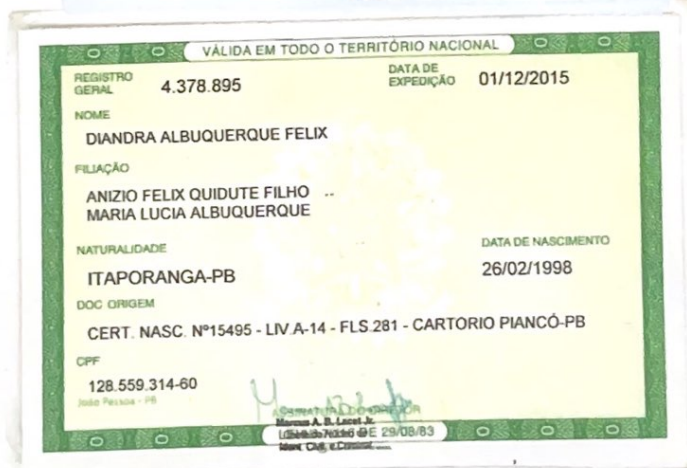 VÁLIDA EM TODO O TERRITÓRIO NACIONAL
REGISTRO GERAL 4.378.895 DATA DE EXPEDIÇÃO 01/12/2015
NOME
DIANDRA ALBUQUERQUE FELIX
FILIAÇÃO
ANIZIO FELIX QUIDUTE FILHO
MARIA LUCIA ALBUQUERQUE
NATURALIDADE DATA DE NASCIMENTO
ITAPORANGA-PB 26/02/1998
DOC ORIGEM
CERT. NASC. Nº15495 - LIV.A-14 - FLS.281 - CARTORIO PIANCÓ-PB
CPF
128.559.314-60
João Pessoa - PB
ASSINATURA DO DIRETOR
Marcus A. B. Lacet Jr.
DE 29/08/83